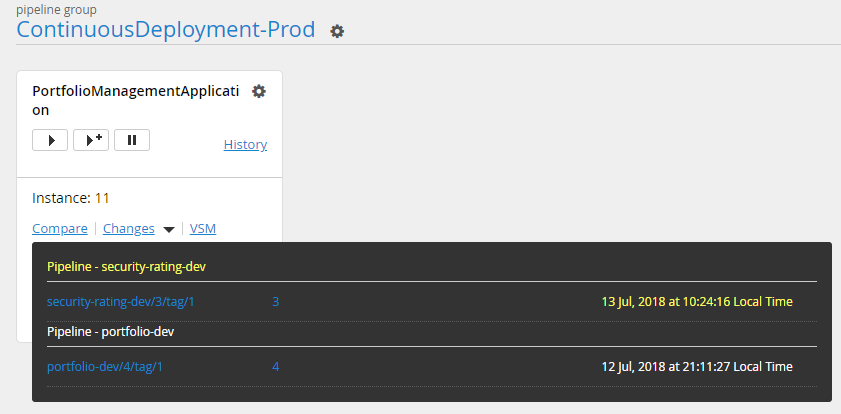 pipeline group
ContinuousDeployment-Prod
PortfolioManagementApplicati
on
History
Instance: 11
Compare Changes VSM
Pipeline - security-rating-dev
security-rating-dev/3/tag/1 3 13 Jul, 2018 at 10:24:16 Local Time
Pipeline - portfolio-dev
portfolio-dev/4/tag/1 4 12 Jul, 2018 at 21:11:27 Local Time